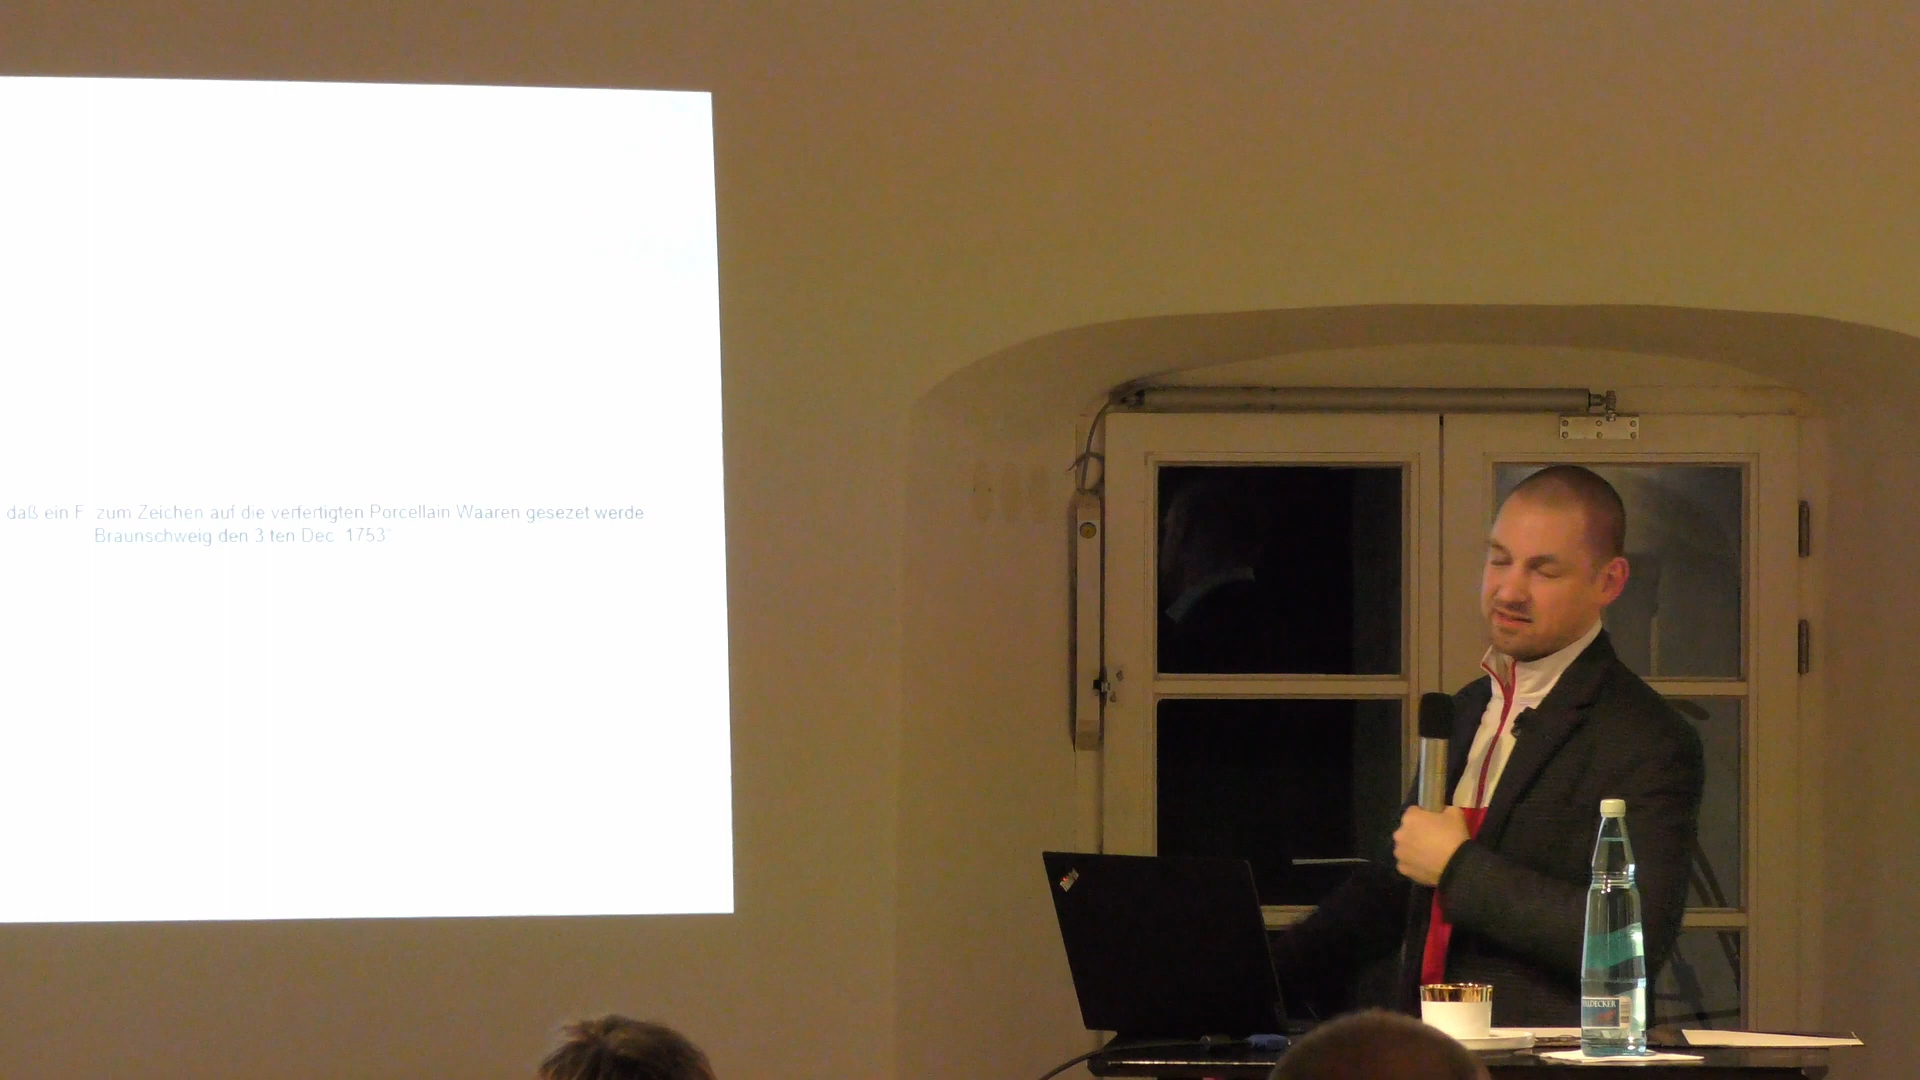 daß ein F. zum Zeichen auf die verfertigten Porcellain Waaren gesezet werde
Braunschweig den 3 ten Dec. 1753"